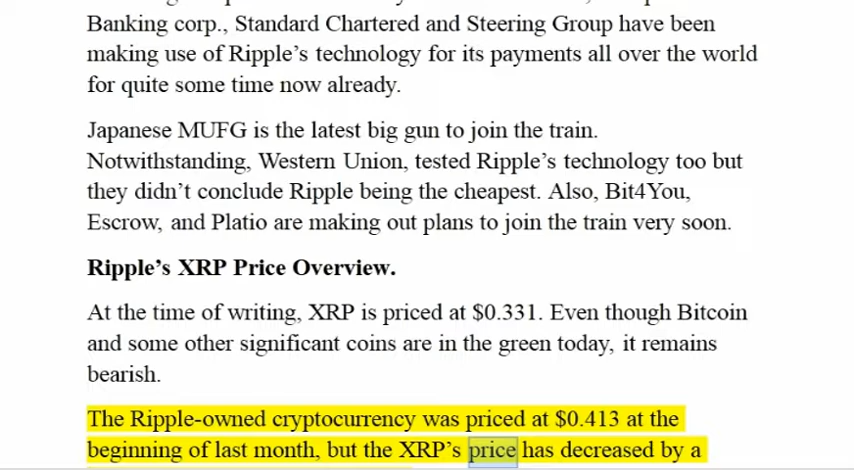 Banking corp., Standard Chartered and Steering Group have been
making use of Ripple’s technology for its payments all over the world
for quite some time now already.
Japanese MUFG is the latest big gun to join the train.
Notwithstanding, Western Union, tested Ripple’s technology too but
they didn’t conclude Ripple being the cheapest. Also, Bit4You,
Escrow, and Platio are making out plans to join the train very soon.
Ripple’s XRP Price Overview.
At the time of writing, XRP is priced at $0.331. Even though Bitcoin
and some other significant coins are in the green today, it remains
bearish.
The Ripple-owned cryptocurrency was priced at $0.413 at the
beginning of last month, but the XRP’s price has decreased by a